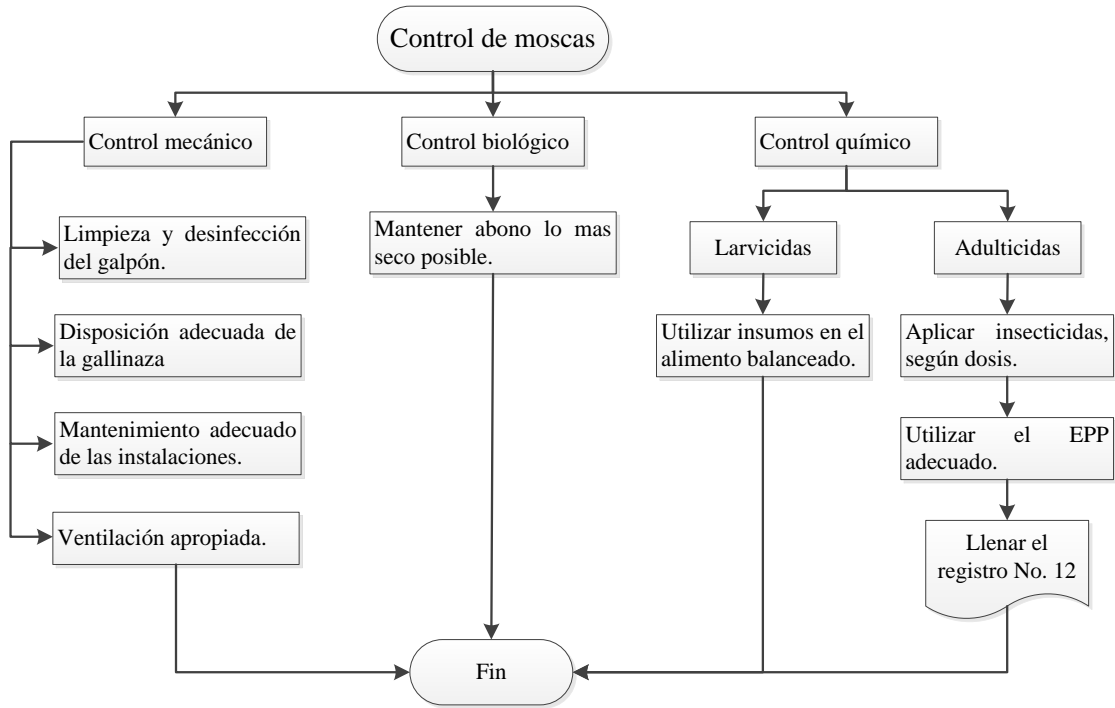 Control de moscas
Control mecánico
Control biológico
Control químico
Limpieza y desinfección
del galpón.
Disposición adecuada de
la gallinaza
Mantenimiento adecuado
de las instalaciones.
Ventilación apropiada.
Mantener abono lo mas
seco posible.
Larvicidas
Utilizar insumos en el
alimento balanceado.
Adulticidas
Aplicar insecticidas,
según dosis.
Utilizar el EPP
adecuado.
Llenar el
registro No. 12
Fin